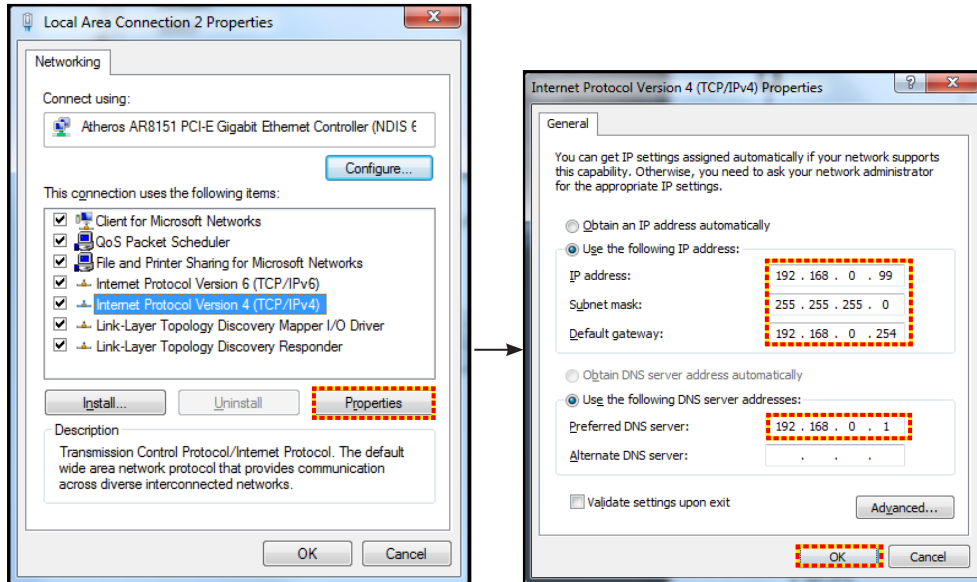 Local Area Connection 2 Properties
Networking
Connect using:
Atheros AR8151 PCI-E Gigabit Ethernet Controller (NDIS 6
Configure...
This connection uses the following items:
Client for Microsoft Networks
QoS Packet Scheduler
File and Printer Sharing for Microsoft Networks
Internet Protocol Version 6 (TCP/IPv6)
Internet Protocol Version 4 (TCP/IPv4)
Link-Layer Topology Discovery Mapper I/O Driver
Link-Layer Topology Discovery Responder
Install... Uninstall Properties
Description
Transmission Control Protocol/Internet Protocol. The default
wide area network protocol that provides communication
across diverse interconnected networks.
OK Cancel
Internet Protocol Version 4 (TCP/IPv4) Properties
General
You can get IP settings assigned automatically if your network supports
this capability. Otherwise, you need to ask your network administrator
for the appropriate IP settings.
Obtain an IP address automatically
Use the following IP address:
IP address: 192 . 168 . 0 . 99
Subnet mask: 255 . 255 . 255 . 0
Default gateway: 192 . 168 . 0 . 254
Obtain DNS server address automatically
Use the following DNS server addresses:
Preferred DNS server: 192 . 168 . 0 . 1
Alternate DNS server: . . .
Validate settings upon exit
Advanced...
OK Cancel